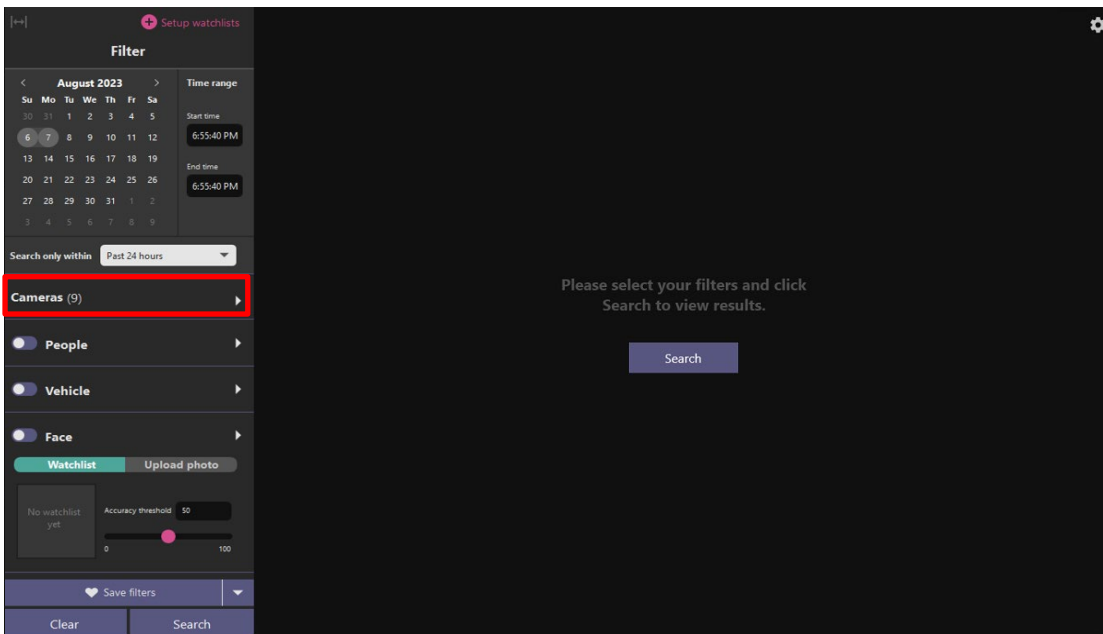 Setup watchlists
Filter
August 2023
Su Mo Tu We Th Fr Sa
30 31 1 2 3 4 5
6 7 8 9 10 11 12
13 14 15 16 17 18 19
20 21 22 23 24 25 26
27 28 29 30 31 1 2
3 4 5 6 7 8 9
Time range
Start time
6:55:40 PM
End time
6:55:40 PM
Search only within Past 24 hours
Cameras (9)
People
Vehicle
Face
Watchlist Upload photo
No watchlist
yet
Accuracy threshold 50
0 100
Save filters
Clear Search
Please select your filters and click
Search to view results.
Search